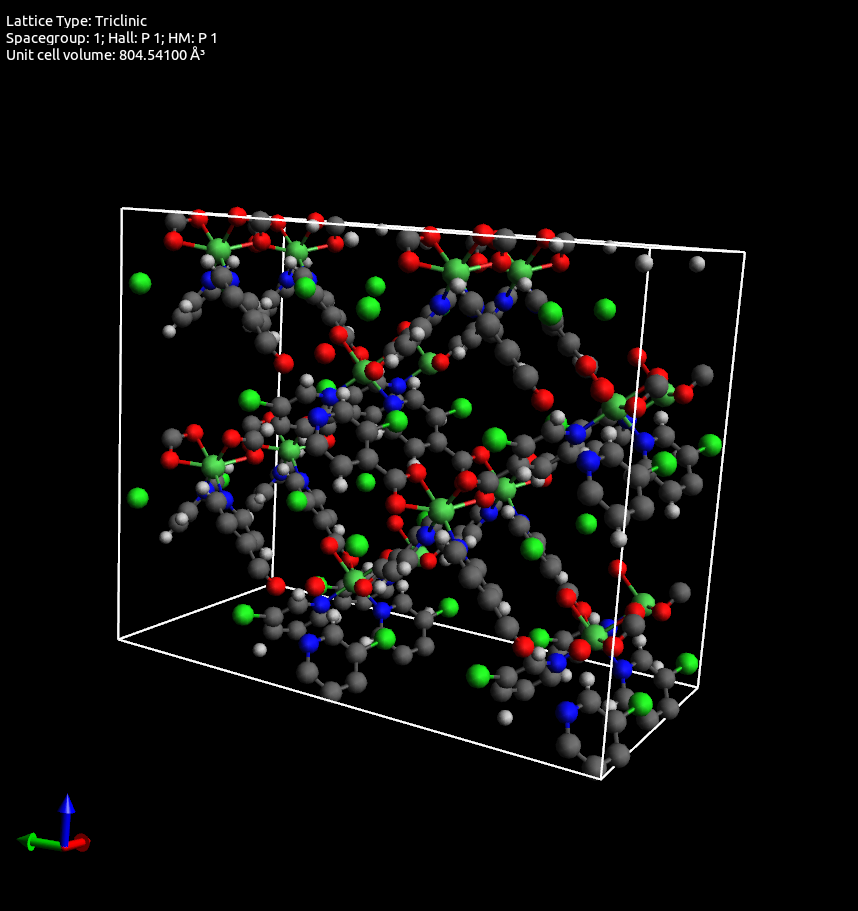 Lattice Type: Triclinic
Spacegroup: 1; Hall: P 1; HM: P 1
Unit cell volume: 804.54100 Å³